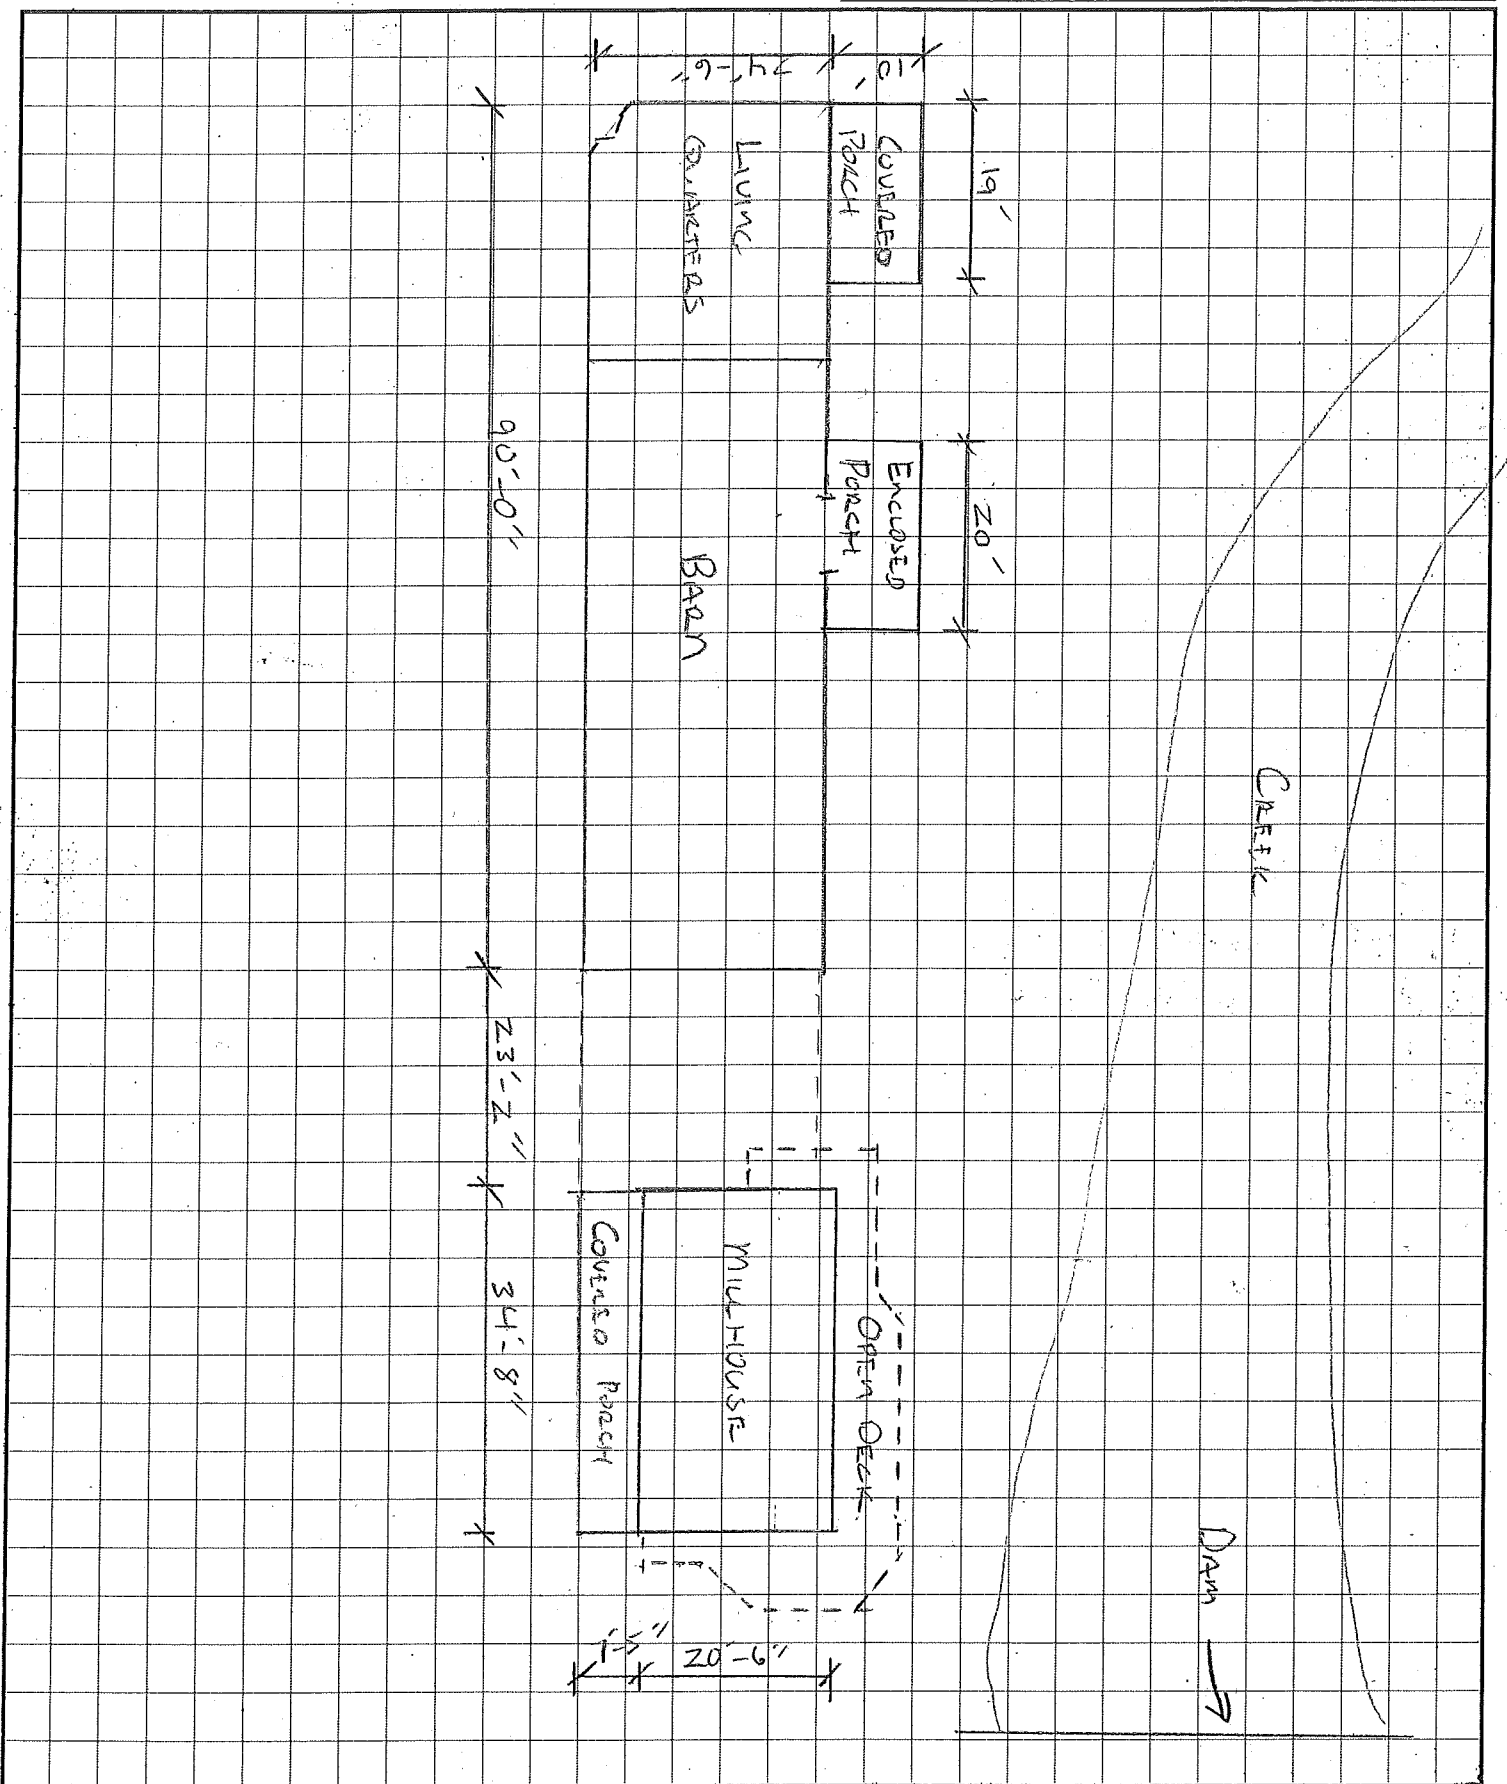 CREEK
DAM
19'
20'
10'
24'-6"
COVERED
PORCH
ENCLOSED
PORCH
OPEN DECK
LIVING
QUARTERS
BARN
MILLHOUSE
COVERED PORCH
20'-6"
90'-0"
23'-2"
34'-8"